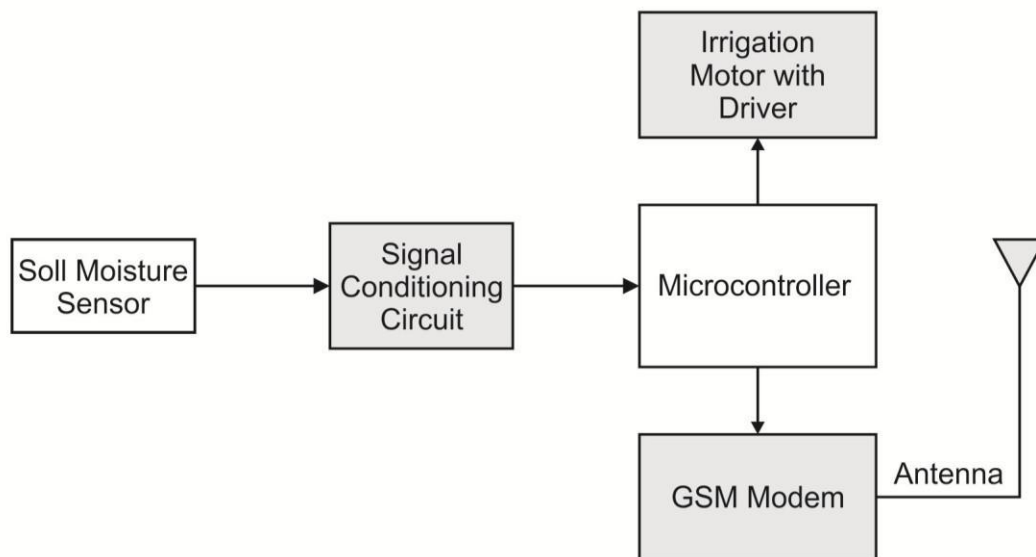 Irrigation
Motor with
Driver
Soll Moisture
Sensor
Signal
Conditioning
Circuit
Microcontroller
GSM Modem
Antenna